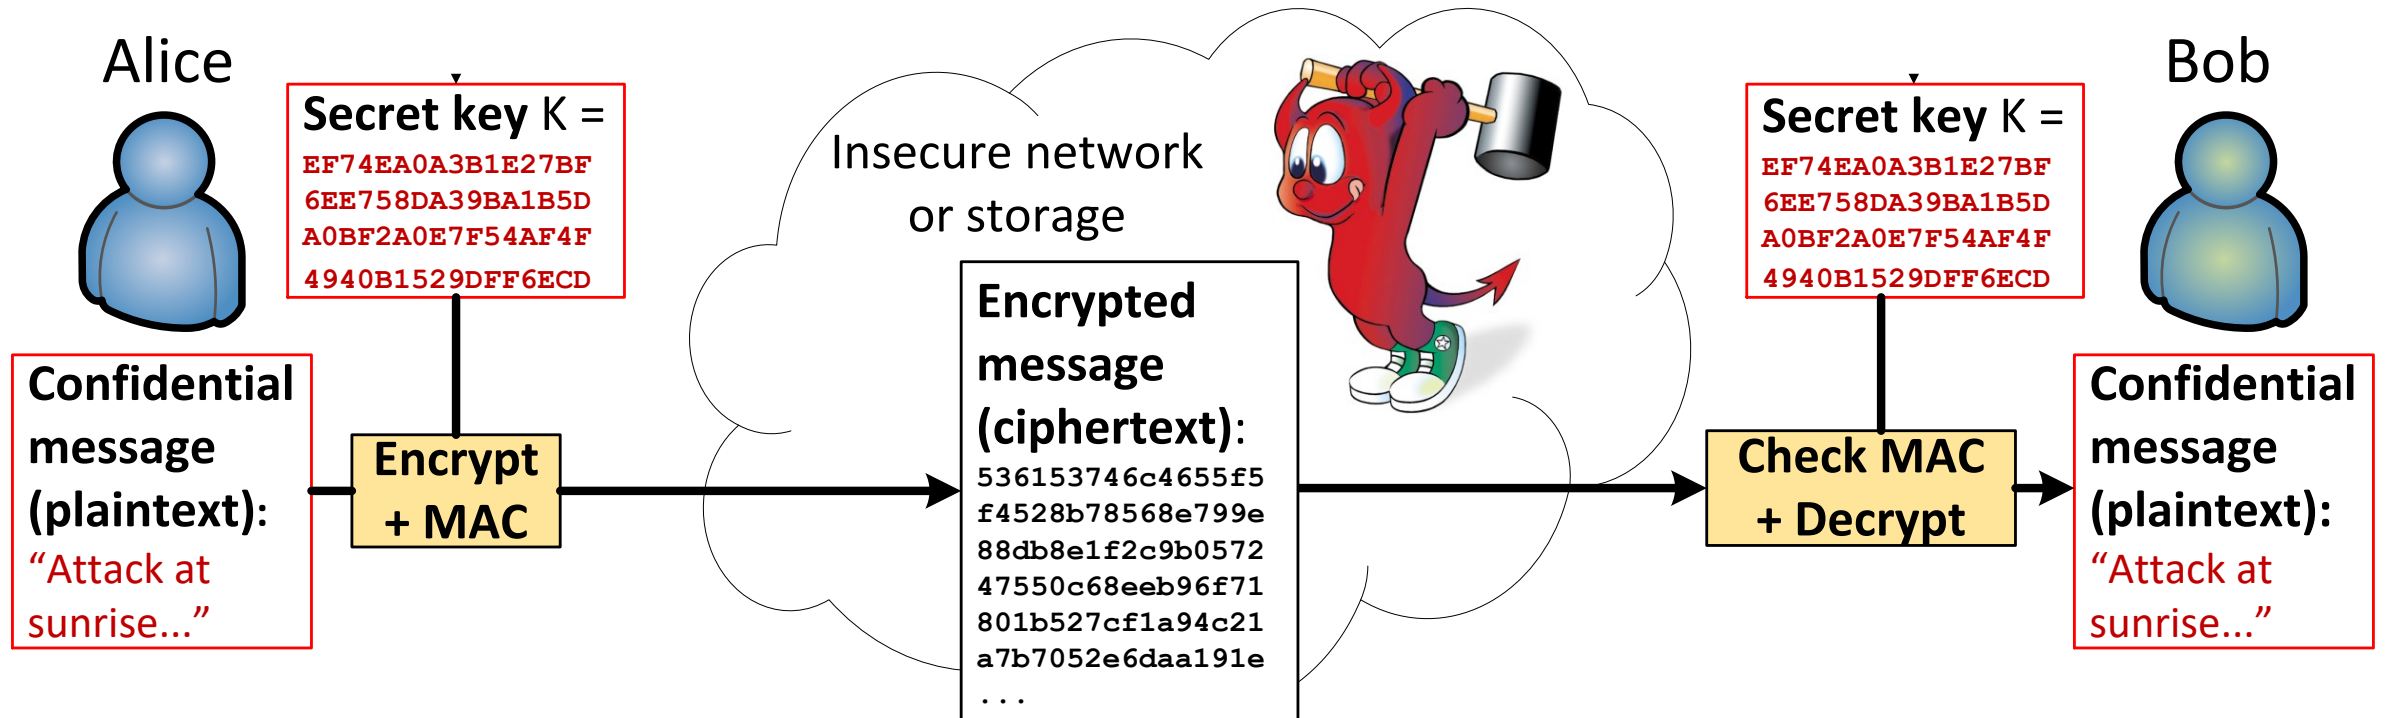 Alice
Secret key K =
EF74EA0A3B1E27BF
6EE758DA39BA1B5D
A0BF2A0E7F54AF4F
4940B1529DFF6ECD
Confidential
message
(plaintext):
“Attack at
sunrise...”
Encrypt
+ MAC
Insecure network
or storage
Encrypted
message
(ciphertext):
536153746c4655f5
f4528b78568e799e
88db8e1f2c9b0572
47550c68eeb96f71
801b527cf1a94c21
a7b7052e6daa191e
...
Secret key K =
EF74EA0A3B1E27BF
6EE758DA39BA1B5D
A0BF2A0E7F54AF4F
4940B1529DFF6ECD
Check MAC
+ Decrypt
Bob
Confidential
message
(plaintext):
“Attack at
sunrise...”